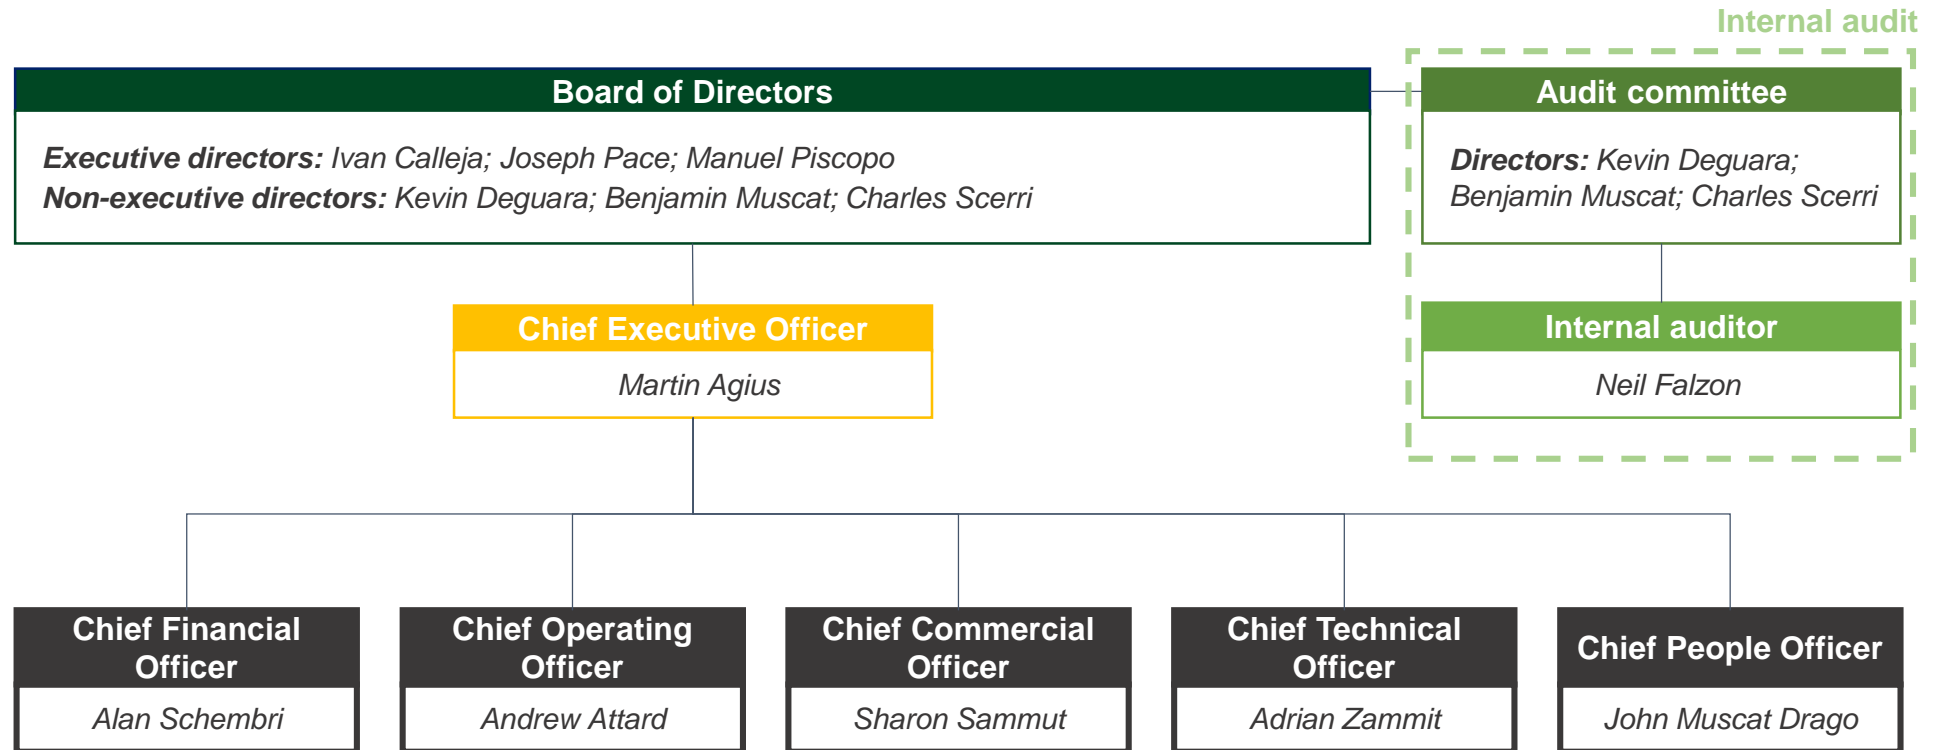 Internal audit
Board of Directors
Executive directors: Ivan Calleja; Joseph Pace; Manuel Piscopo
Non-executive directors: Kevin Deguara; Benjamin Muscat; Charles Scerri
Audit committee
Directors: Kevin Deguara;
Benjamin Muscat; Charles Scerri
Chief Executive Officer
Martin Agius
Internal auditor
Neil Falzon
Chief Financial
Officer
Alan Schembri
Chief Operating
Officer
Andrew Attard
Chief Commercial
Officer
Sharon Sammut
Chief Technical
Officer
Adrian Zammit
Chief People Officer
John Muscat Drago